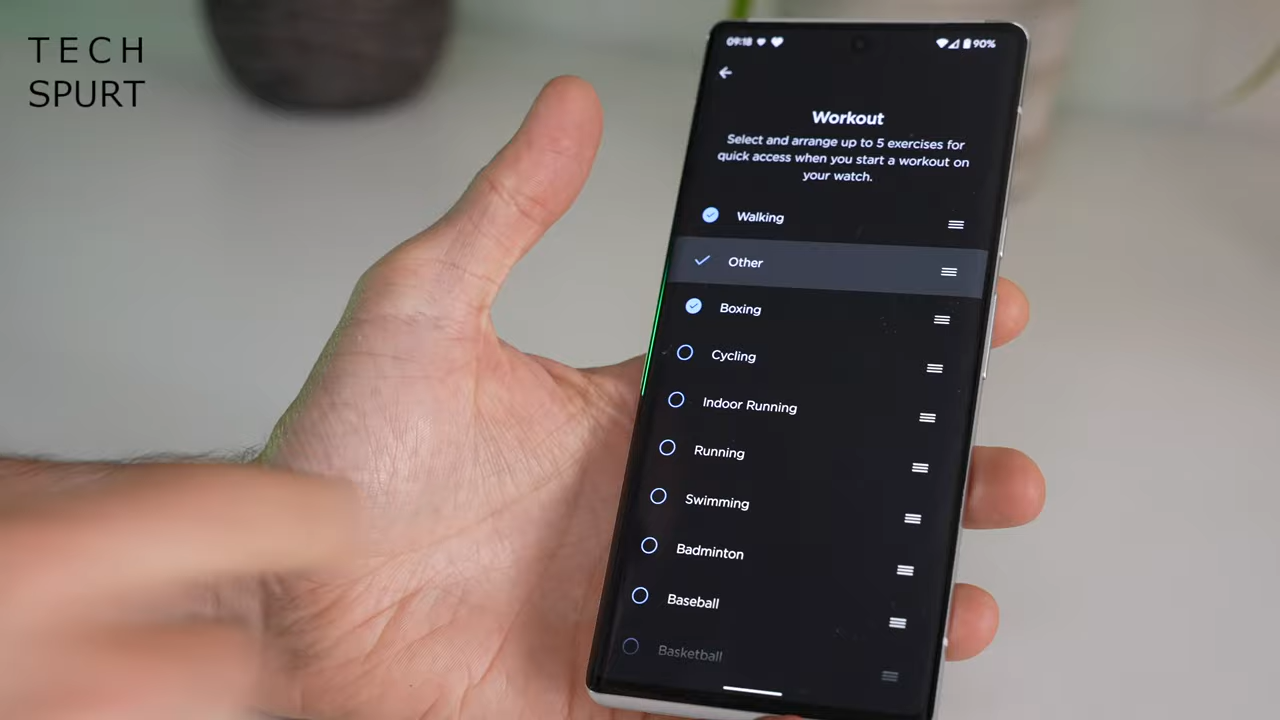 TECH
SPURT
09:18 90%
Workout
Select and arrange up to 5 exercises for
quick access when you start a workout on
your watch.
Walking
Other
Boxing
Cycling
Indoor Running
Running
Swimming
Badminton
Baseball
Basketball